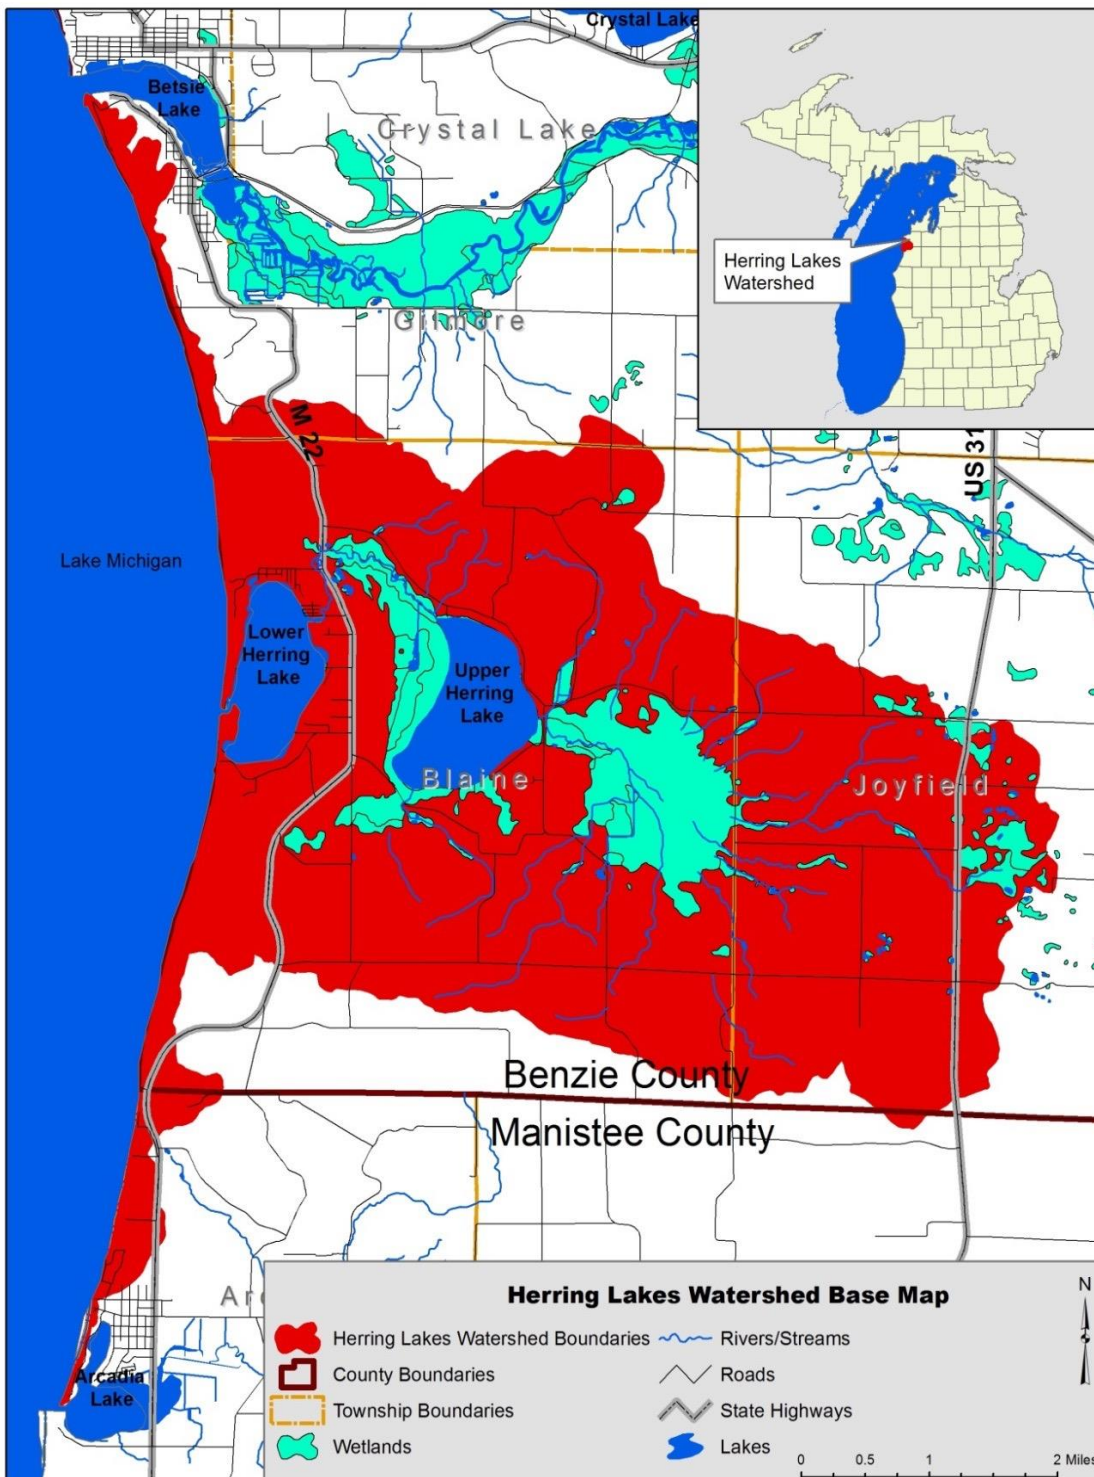 Crystal Lake
Betsie
Lake
Crystal Lake
Herring Lakes
Watershed
Gilmore
M 22
US 31
Lake Michigan
Lower
Herring
Lake
Upper
Herring
Lake
Blaine
Joyfield
Benzie County
Manistee County
Arcadia
Lake
Herring Lakes Watershed Base Map
N
Herring Lakes Watershed Boundaries
Rivers/Streams
County Boundaries
Roads
Township Boundaries
State Highways
Wetlands
Lakes
0 0.5 1 2 Miles